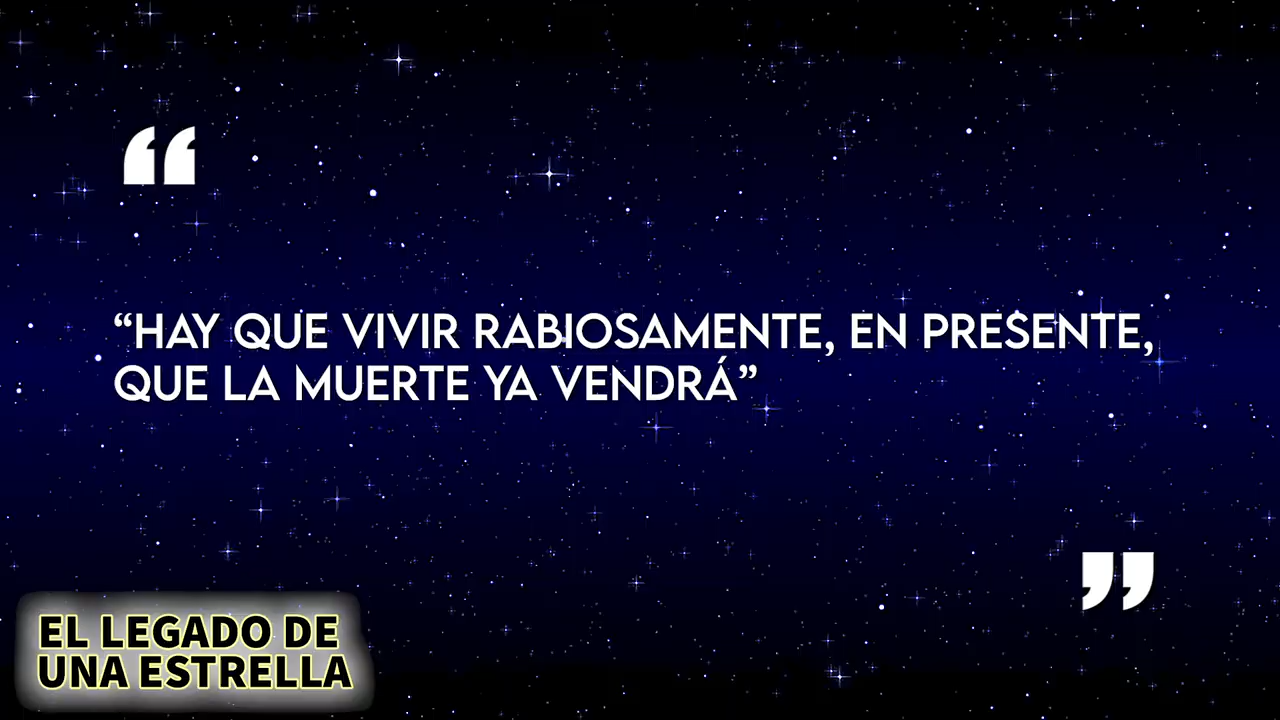 “
“HAY QUE VIVIR RABIOSAMENTE, EN PRESENTE,
QUE LA MUERTE YA VENDRÁ”
”
EL LEGADO DE
UNA ESTRELLA